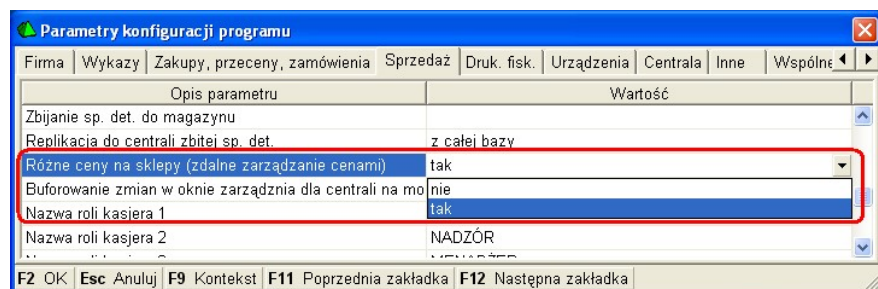 Parametry konfiguracji programu
Firma Wykazy Zakupy, przeceny, zamówienia Sprzedaż Druk. fisk. Urządzenia Centrala Inne Wspólne
Opis parametru Wartość
Zbijanie sp. det. do magazynu
Replikacja do centrali zbitej sp. det. z całej bazy
Różne ceny na sklepy (zdalne zarządzanie cenami) tak
Buforowanie zmian w oknie zarządznia dla centrali na mo nie
Nazwa roli kasjera 1 tak
Nazwa roli kasjera 2 NADZÓR
F2 OK Esc Anuluj F9 Kontekst F11 Poprzednia zakładka F12 Następna zakładka